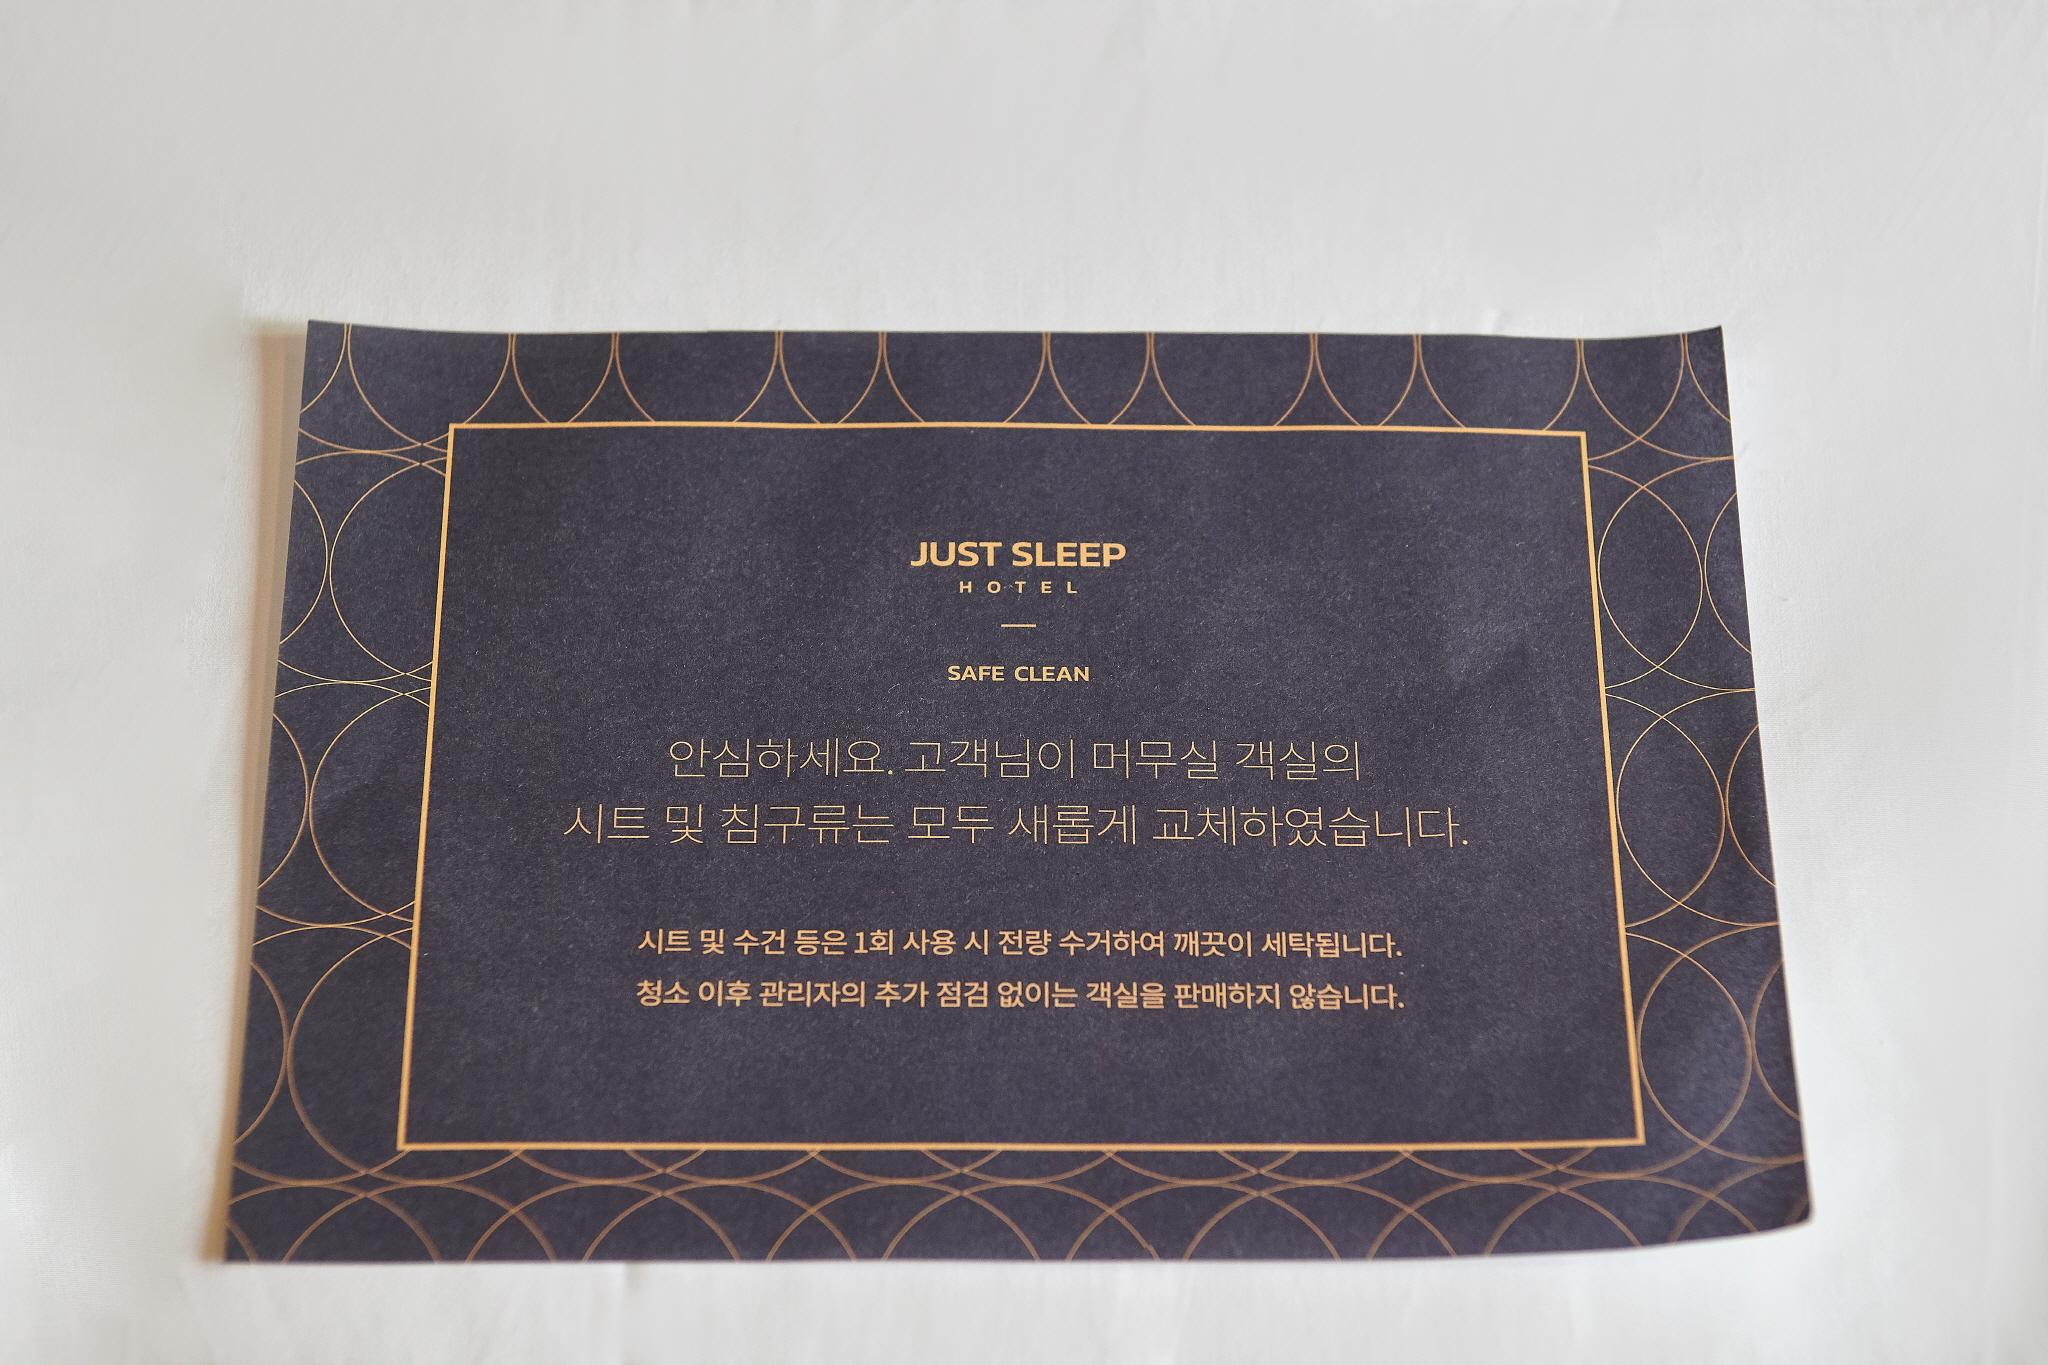 JUST SLEEP
HOTEL
SAFE CLEAN
안심하세요. 고객님이 머무실 객실의
시트 및 침구류는 모두 새롭게 교체하였습니다.
시트 및 수건 등은 1회 사용 시 전량 수거하여 깨끗이 세탁됩니다.
청소 이후 관리자의 추가 점검 없이는 객실을 판매하지 않습니다.